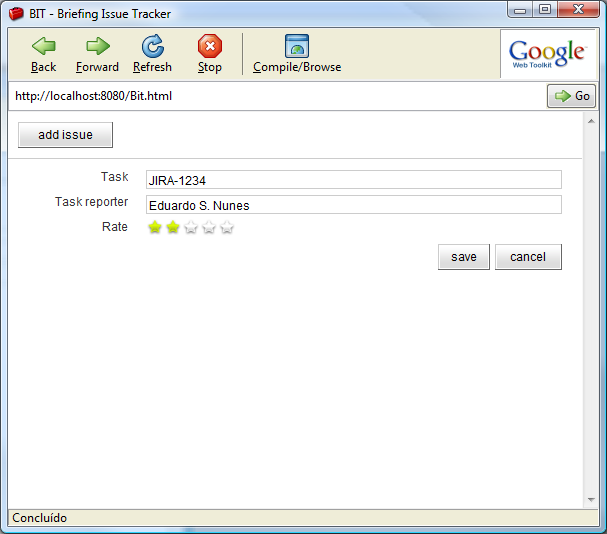 BIT - Briefing Issue Tracker
Back Forward Refresh Stop Compile/Browse
Google
Web Toolkit
http://localhost:8080/Bit.html Go
add issue
Task JIRA-1234
Task reporter Eduardo S. Nunes
Rate
save cancel
Concluído